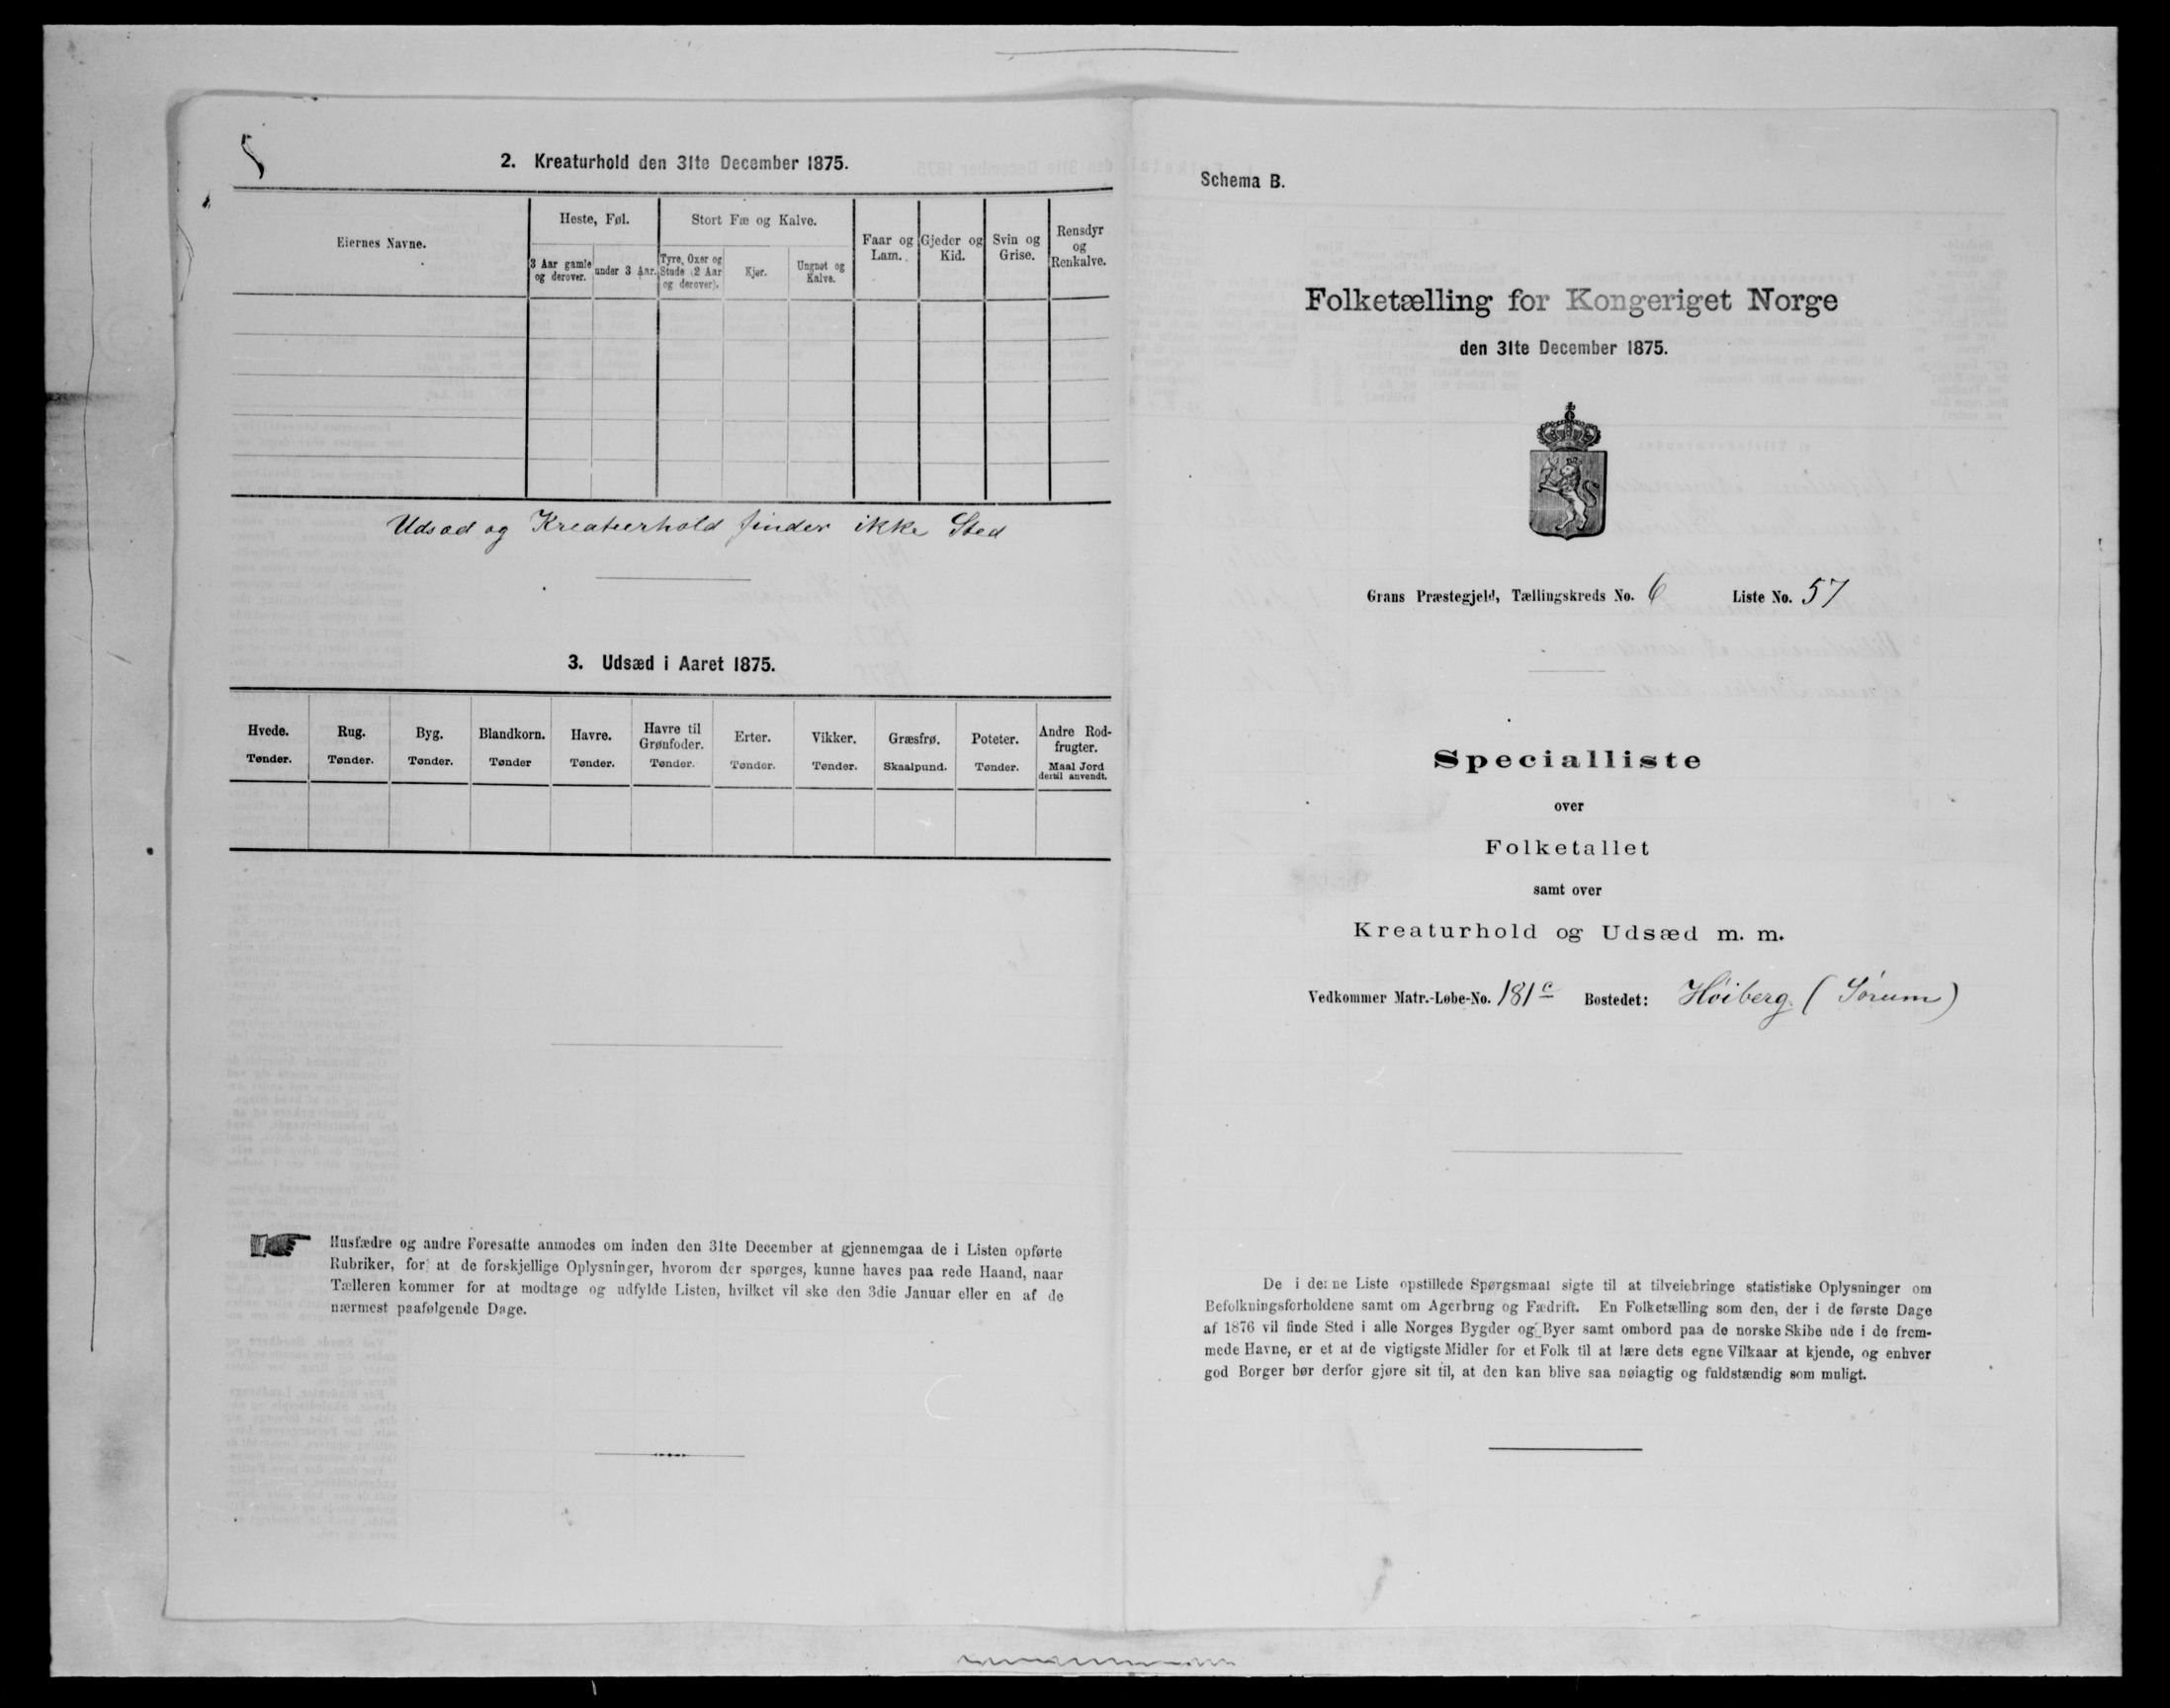 2. Kreaturhold den 31te December 1875.
Eiernes Navne.
Heste, Føl.
3 Aar gamle og derover.
under 3 Aar.
Stort Fæ og Kalve.
Tyre, Oxer og Stude (2 Aar og derover).
Kjør.
Ungnøt og Kalve.
Faar og Lam.
Gjeder og Kid.
Svin og Grise.
Rensdyr og Renkalve.
Udsæd og Kreaturhold finder ikke Sted
3. Udsæd i Aaret 1875.
Hvede. Tønder.
Rug. Tønder.
Byg. Tønder.
Blandkorn. Tønder
Havre. Tønder.
Havre til Grønfoder. Tønder.
Erter. Tønder.
Vikker. Tønder.
Græsfrø. Skaalpund.
Poteter. Tønder.
Andre Rodfrugter. Maal Jord dertil anvendt.
Husfædre og andre Foresatte anmodes om inden den 31te December at gjennemgaa de i Listen opførte
Rubriker, for at de forskjellige Oplysninger, hvorom der spørges, kunne haves paa rede Haand, naar
Tælleren kommer for at modtage og udfylde Listen, hvilket vil ske den 3die Januar eller en af de
nærmest paafølgende Dage.
Schema B.
Folketælling for Kongeriget Norge
den 31te December 1875.
Grans Præstegjeld, Tællingskreds No. 6 Liste No. 57
Specialliste
over
Folketallet
samt over
Kreaturhold og Udsæd m. m.
Vedkommer Matr.-Løbe-No. 181c Bostedet: Høiberg (Sørum)
De i denne Liste opstillede Spørgsmaal sigte til at tilveiebringe statistiske Oplysninger om
Befolkningsforholdene samt om Agerbrug og Fædrift. En Folketælling som den, der i de første Dage
af 1876 vil finde Sted i alle Norges Bygder og Byer samt ombord paa de norske Skibe ude i de frem-
mede Havne, er et af de vigtigste Midler for et Folk til at lære dets egne Vilkaar at kjende, og enhver
god Borger bør derfor gjøre sit til, at den kan blive saa nøiagtig og fuldstændig som muligt.